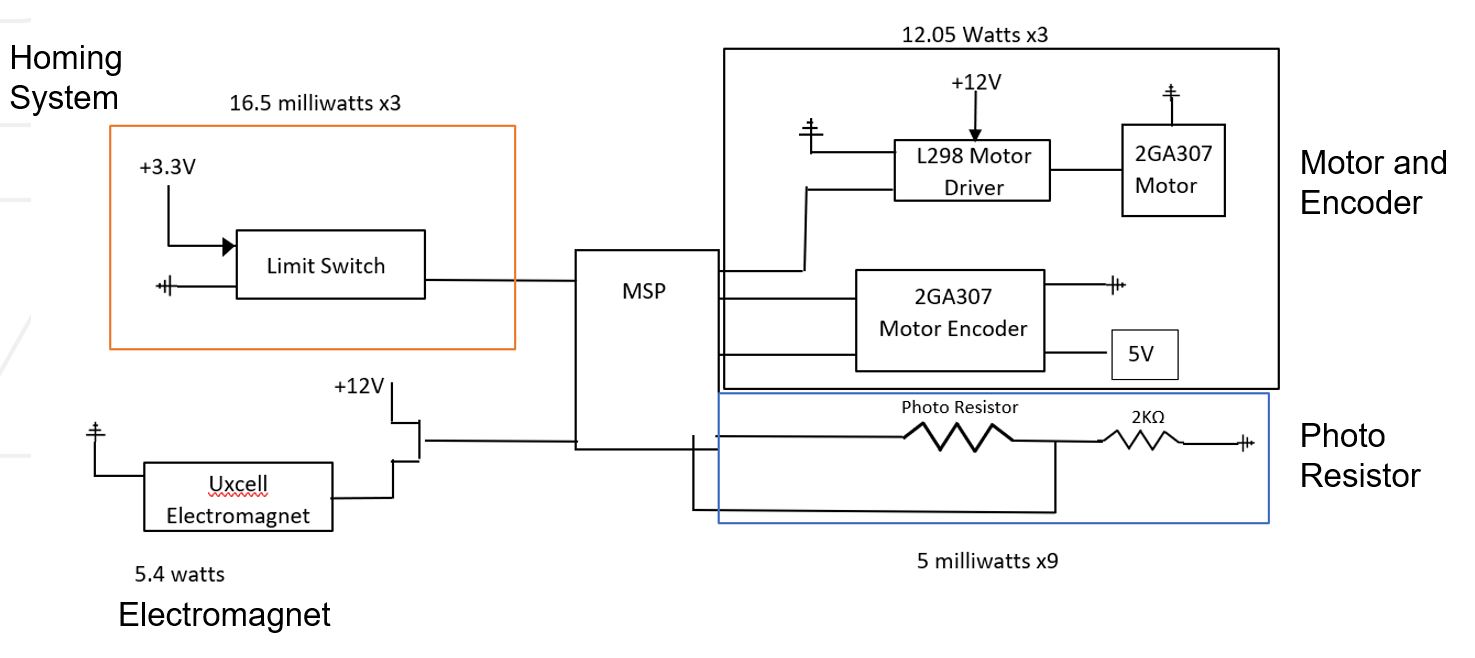 Homing
System
16.5 milliwatts x3
+3.3V
Limit Switch
12.05 Watts x3
+12V
L298 Motor
Driver
2GA307
Motor
Motor and
Encoder
MSP
2GA307
Motor Encoder
5V
+12V
Uxcell
Electromagnet
5.4 watts
Electromagnet
Photo Resistor
2KΩ
Photo
Resistor
5 milliwatts x9